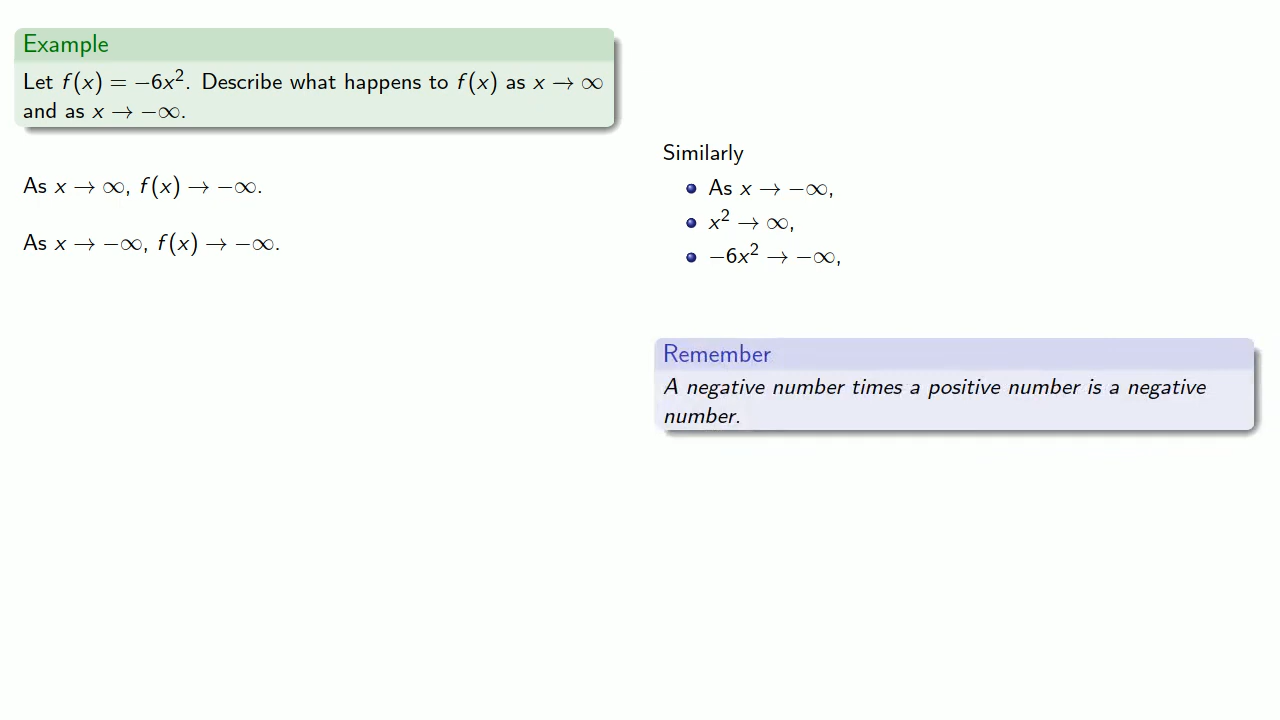 Example
Let f(x) = −6x². Describe what happens to f(x) as x → ∞
and as x → −∞.
As x → ∞, f(x) → −∞.
As x → −∞, f(x) → −∞.
Similarly
• As x → −∞,
• x² → ∞,
• −6x² → −∞,
Remember
A negative number times a positive number is a negative
number.